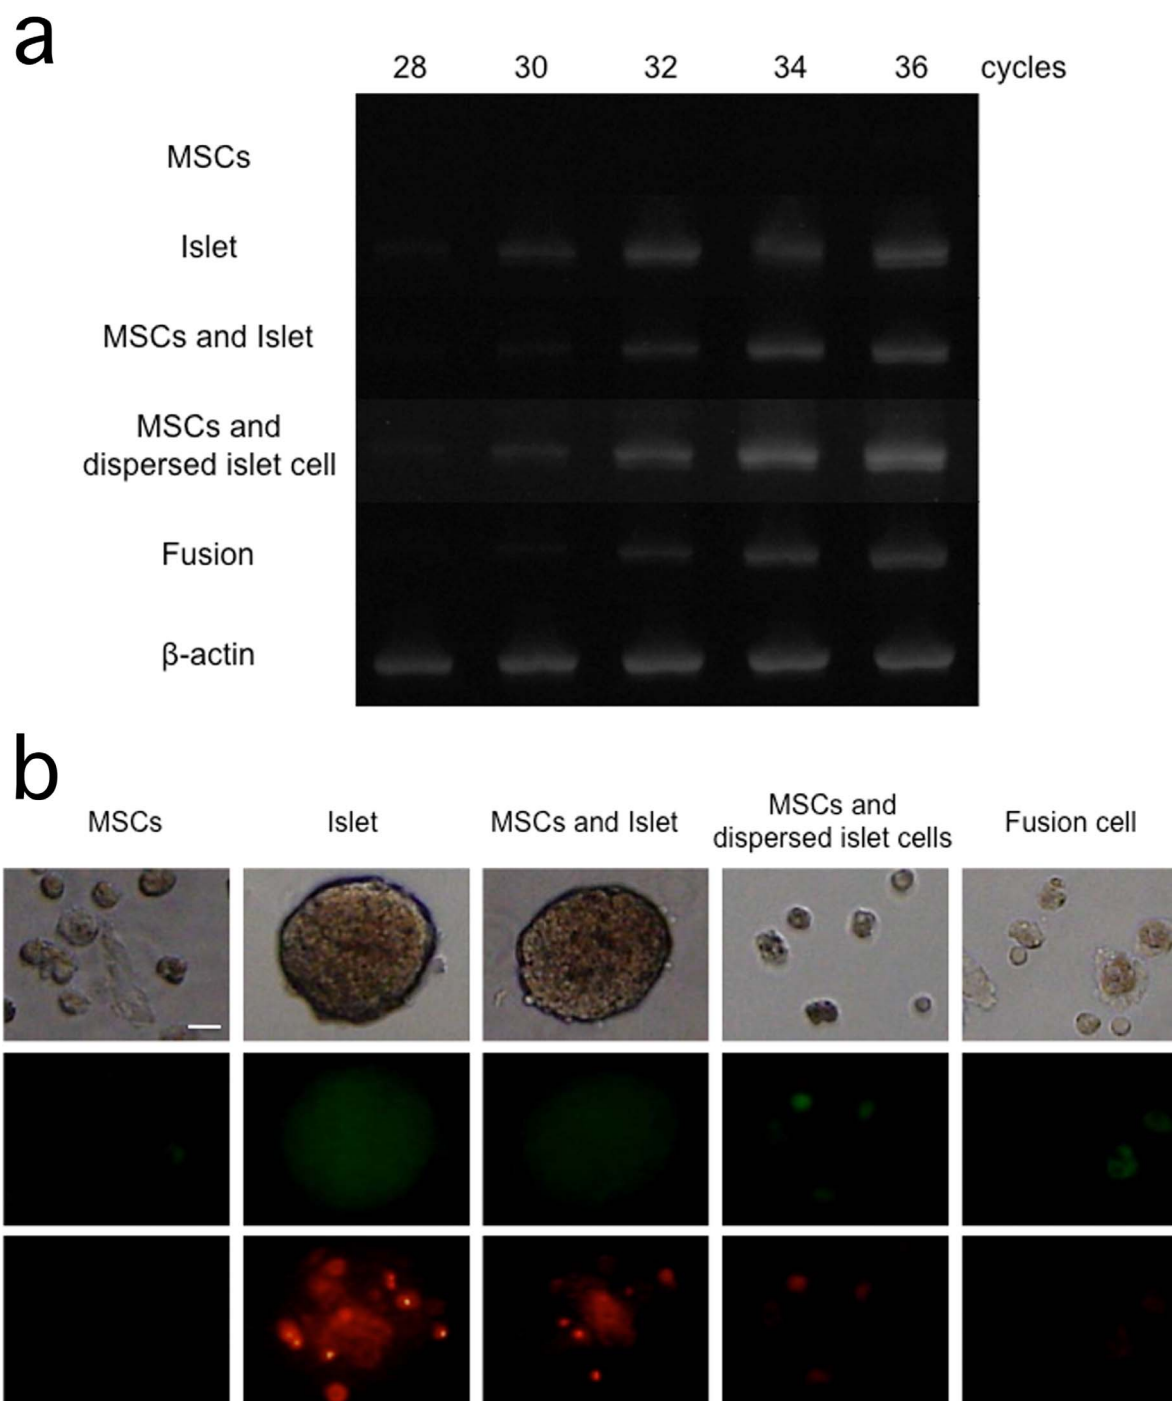 a
28 30 32 34 36 cycles
MSCs
Islet
MSCs and Islet
MSCs and
dispersed islet cell
Fusion
β-actin
b
MSCs Islet MSCs and Islet MSCs and
dispersed islet cells Fusion cell